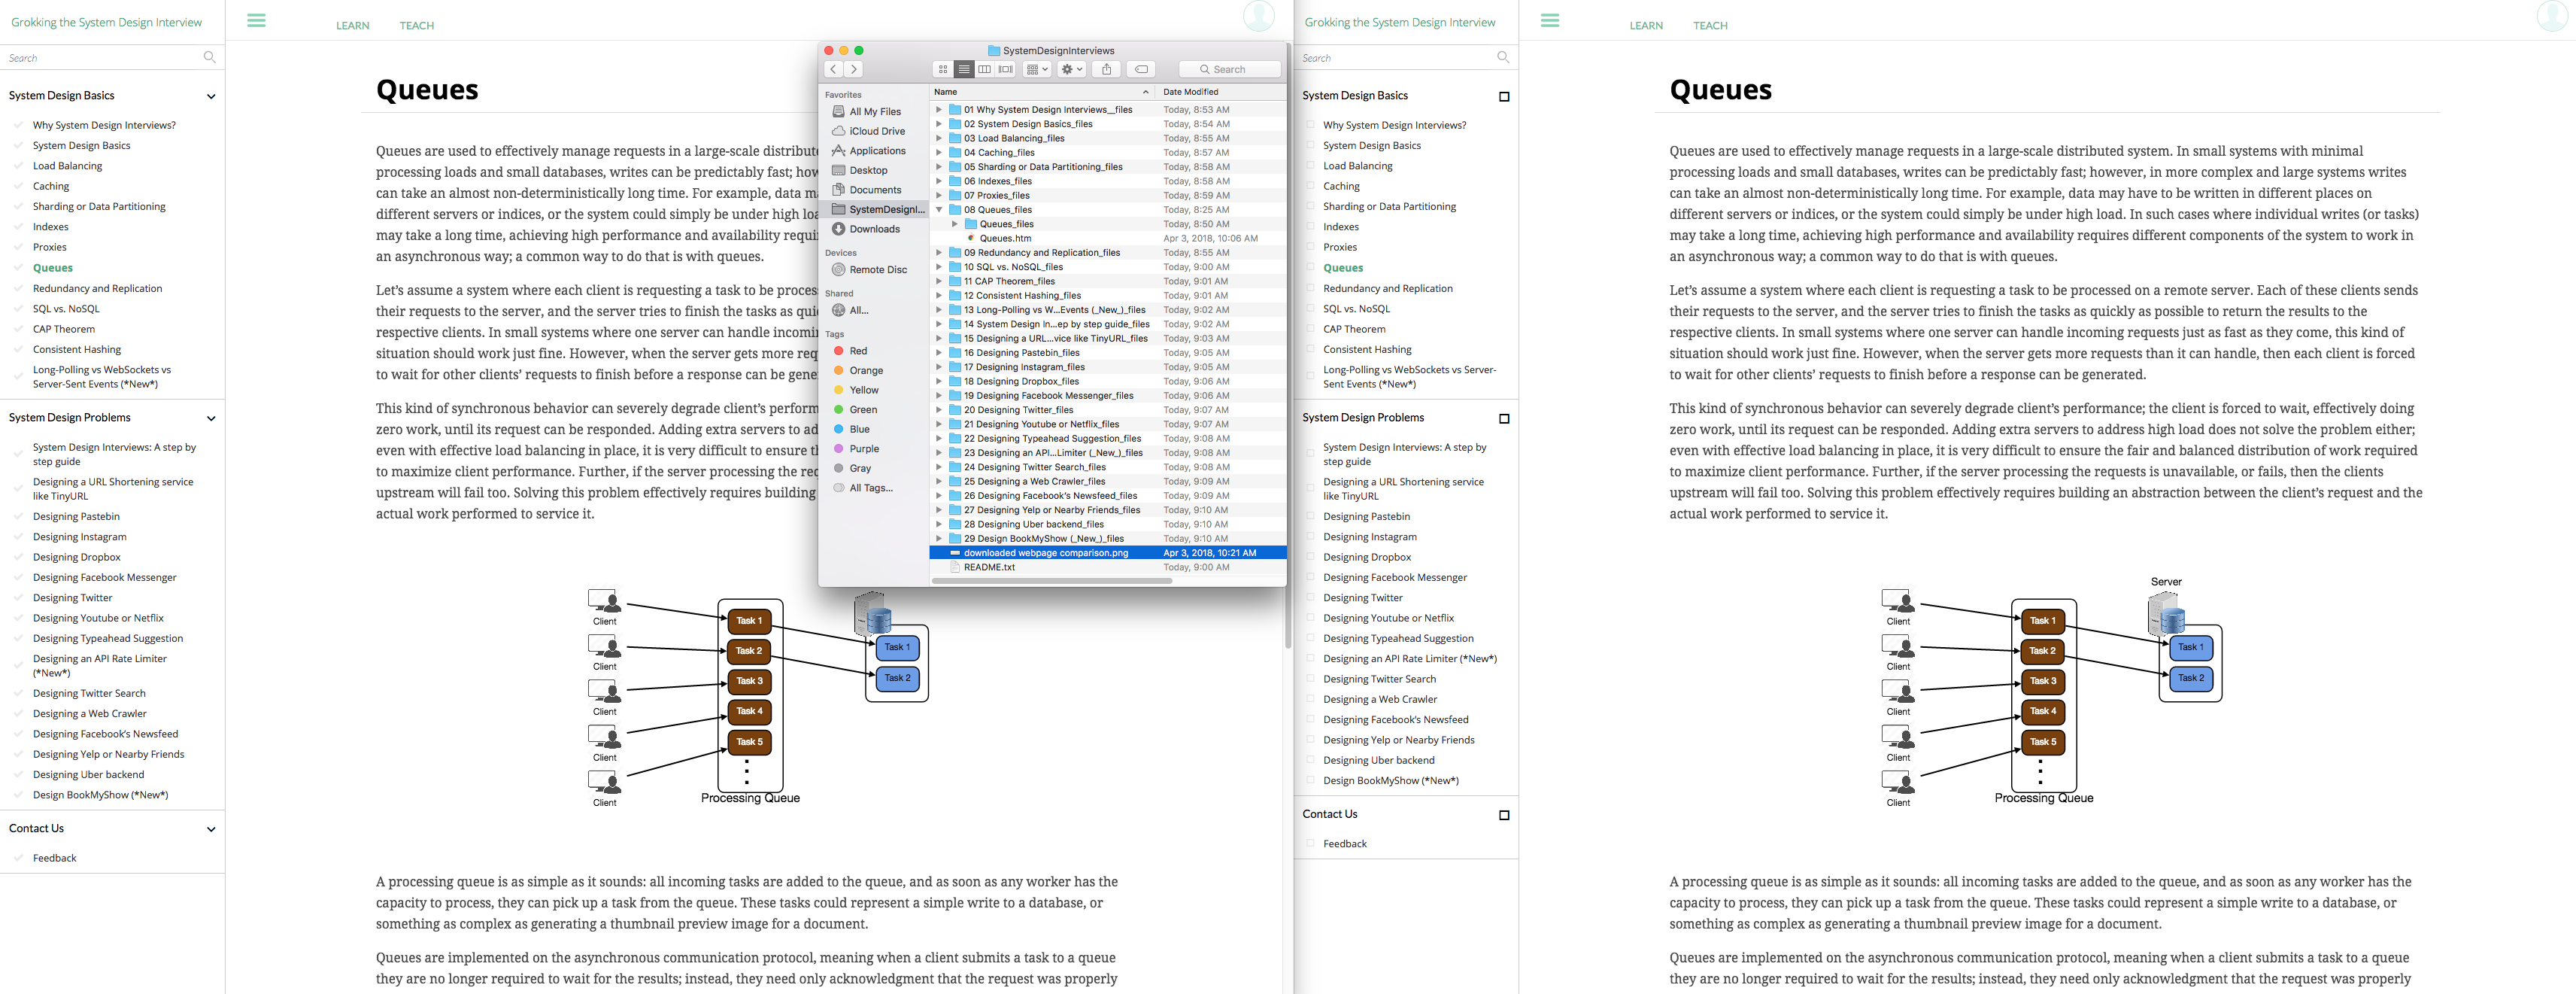 Grokking the System Design Interview
LEARN
TEACH
Search
System Design Basics
Why System Design Interviews?
System Design Basics
Load Balancing
Caching
Sharding or Data Partitioning
Indexes
Proxies
Queues
Redundancy and Replication
SQL vs. NoSQL
CAP Theorem
Consistent Hashing
Long-Polling vs WebSockets vs
Server-Sent Events (*New*)
System Design Problems
System Design Interviews: A step by
step guide
Designing a URL Shortening service
like TinyURL
Designing Pastebin
Designing Instagram
Designing Dropbox
Designing Facebook Messenger
Designing Twitter
Designing Youtube or Netflix
Designing Typeahead Suggestion
Designing an API Rate Limiter
(*New*)
Designing Twitter Search
Designing a Web Crawler
Designing Facebook's Newsfeed
Designing Yelp or Nearby Friends
Designing Uber backend
Design BookMyShow (*New*)
Contact Us
Feedback
Queues
Queues are used to effectively manage requests in a large-scale distribut
processing loads and small databases, writes can be predictably fast; how
can take an almost non-deterministically long time. For example, data m
different servers or indices, or the system could simply be under high loa
may take a long time, achieving high performance and availability requi
an asynchronous way; a common way to do that is with queues.
Let's assume a system where each client is requesting a task to be proces
their requests to the server, and the server tries to finish the tasks as quic
respective clients. In small systems where one server can handle incomi
situation should work just fine. However, when the server gets more req
to wait for other clients' requests to finish before a response can be gene
This kind of synchronous behavior can severely degrade client's perform
zero work, until its request can be responded. Adding extra servers to ad
even with effective load balancing in place, it is very difficult to ensure th
to maximize client performance. Further, if the server processing the req
upstream will fail too. Solving this problem effectively requires building
actual work performed to service it.
Client
Client
Client
Client
Client
Task 1
Task 2
Task 3
Task 4
Task 5
Processing Queue
Task 1
Task 2
A processing queue is as simple as it sounds: all incoming tasks are added to the queue, and as soon as any worker has the
capacity to process, they can pick up a task from the queue. These tasks could represent a simple write to a database, or
something as complex as generating a thumbnail preview image for a document.
Queues are implemented on the asynchronous communication protocol, meaning when a client submits a task to a queue
they are no longer required to wait for the results; instead, they need only acknowledgment that the request was properly
SystemDesignInterviews
Search
Favorites
All My Files
iCloud Drive
Applications
Desktop
Documents
SystemDesignI...
Downloads
Devices
Remote Disc
Shared
All...
Tags
Red
Orange
Yellow
Green
Blue
Purple
Gray
All Tags...
Name Date Modified
01 Why System Design Interviews__files Today, 8:53 AM
02 System Design Basics_files Today, 8:54 AM
03 Load Balancing_files Today, 8:55 AM
04 Caching_files Today, 8:57 AM
05 Sharding or Data Partitioning_files Today, 8:58 AM
06 Indexes_files Today, 8:58 AM
07 Proxies_files Today, 8:59 AM
08 Queues_files Today, 8:25 AM
Queues_files Today, 8:50 AM
Queues.htm Apr 3, 2018, 10:06 AM
09 Redundancy and Replication_files Today, 8:55 AM
10 SQL vs. NoSQL_files Today, 9:00 AM
11 CAP Theorem_files Today, 9:01 AM
12 Consistent Hashing_files Today, 9:01 AM
13 Long-Polling vs W...Events (_New_)_files Today, 9:02 AM
14 System Design In...ep by step guide_files Today, 9:02 AM
15 Designing a URL...vice like TinyURL_files Today, 9:03 AM
16 Designing Pastebin_files Today, 9:05 AM
17 Designing Instagram_files Today, 9:05 AM
18 Designing Dropbox_files Today, 9:06 AM
19 Designing Facebook Messenger_files Today, 9:06 AM
20 Designing Twitter_files Today, 9:07 AM
21 Designing Youtube or Netflix_files Today, 9:07 AM
22 Designing Typeahead Suggestion_files Today, 9:08 AM
23 Designing an API...Limiter (_New_)_files Today, 9:08 AM
24 Designing Twitter Search_files Today, 9:08 AM
25 Designing a Web Crawler_files Today, 9:09 AM
26 Designing Facebook's Newsfeed_files Today, 9:09 AM
27 Designing Yelp or Nearby Friends_files Today, 9:10 AM
28 Designing Uber backend_files Today, 9:10 AM
29 Design BookMyShow (_New_)_files Today, 9:10 AM
downloaded webpage comparison.png Apr 3, 2018, 10:21 AM
README.txt Today, 9:00 AM
Grokking the System Design Interview
LEARN
TEACH
Search
System Design Basics
Why System Design Interviews?
System Design Basics
Load Balancing
Caching
Sharding or Data Partitioning
Indexes
Proxies
Queues
Redundancy and Replication
SQL vs. NoSQL
CAP Theorem
Consistent Hashing
Long-Polling vs WebSockets vs Server-
Sent Events (*New*)
System Design Problems
System Design Interviews: A step by
step guide
Designing a URL Shortening service
like TinyURL
Designing Pastebin
Designing Instagram
Designing Dropbox
Designing Facebook Messenger
Designing Twitter
Designing Youtube or Netflix
Designing Typeahead Suggestion
Designing an API Rate Limiter (*New*)
Designing Twitter Search
Designing a Web Crawler
Designing Facebook's Newsfeed
Designing Yelp or Nearby Friends
Designing Uber backend
Design BookMyShow (*New*)
Contact Us
Feedback
Queues
Queues are used to effectively manage requests in a large-scale distributed system. In small systems with minimal
processing loads and small databases, writes can be predictably fast; however, in more complex and large systems writes
can take an almost non-deterministically long time. For example, data may have to be written in different places on
different servers or indices, or the system could simply be under high load. In such cases where individual writes (or tasks)
may take a long time, achieving high performance and availability requires different components of the system to work in
an asynchronous way; a common way to do that is with queues.
Let's assume a system where each client is requesting a task to be processed on a remote server. Each of these clients sends
their requests to the server, and the server tries to finish the tasks as quickly as possible to return the results to the
respective clients. In small systems where one server can handle incoming requests just as fast as they come, this kind of
situation should work just fine. However, when the server gets more requests than it can handle, then each client is forced
to wait for other clients' requests to finish before a response can be generated.
This kind of synchronous behavior can severely degrade client's performance; the client is forced to wait, effectively doing
zero work, until its request can be responded. Adding extra servers to address high load does not solve the problem either;
even with effective load balancing in place, it is very difficult to ensure the fair and balanced distribution of work required
to maximize client performance. Further, if the server processing the requests is unavailable, or fails, then the clients
upstream will fail too. Solving this problem effectively requires building an abstraction between the client's request and the
actual work performed to service it.
Client
Client
Client
Client
Client
Task 1
Task 2
Task 3
Task 4
Task 5
Processing Queue
Server
Task 1
Task 2
A processing queue is as simple as it sounds: all incoming tasks are added to the queue, and as soon as any worker has the
capacity to process, they can pick up a task from the queue. These tasks could represent a simple write to a database, or
something as complex as generating a thumbnail preview image for a document.
Queues are implemented on the asynchronous communication protocol, meaning when a client submits a task to a queue
they are no longer required to wait for the results; instead, they need only acknowledgment that the request was properly